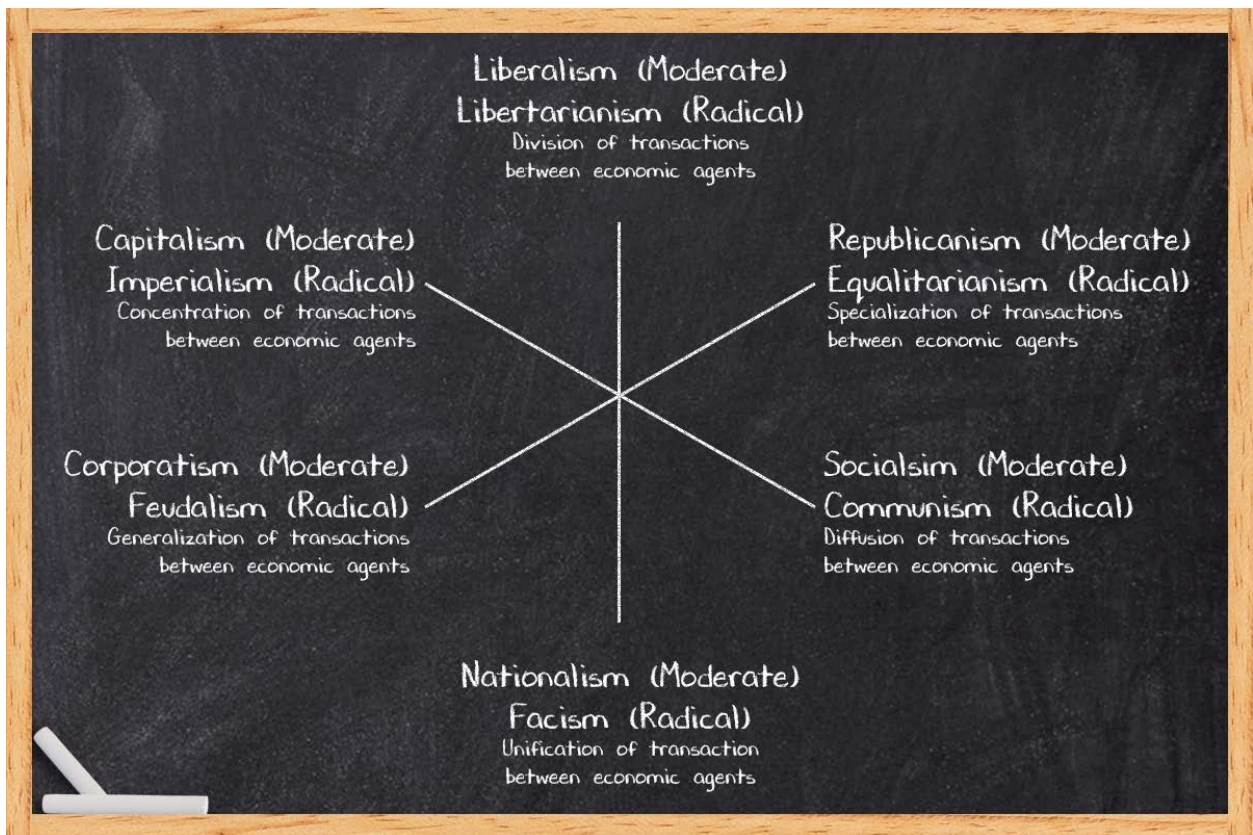 Liberalism (Moderate)
Libertarianism (Radical)
Division of transactions
between economic agents
Capitalism (Moderate)
Imperialism (Radical)
Concentration of transactions
between economic agents
Republicanism (Moderate)
Equalitarianism (Radical)
Specialization of transactions
between economic agents
Corporatism (Moderate)
Feudalism (Radical)
Generalization of transactions
between economic agents
Socialsim (Moderate)
Communism (Radical)
Diffusion of transactions
between economic agents
Nationalism (Moderate)
Facism (Radical)
Unification of transaction
between economic agents